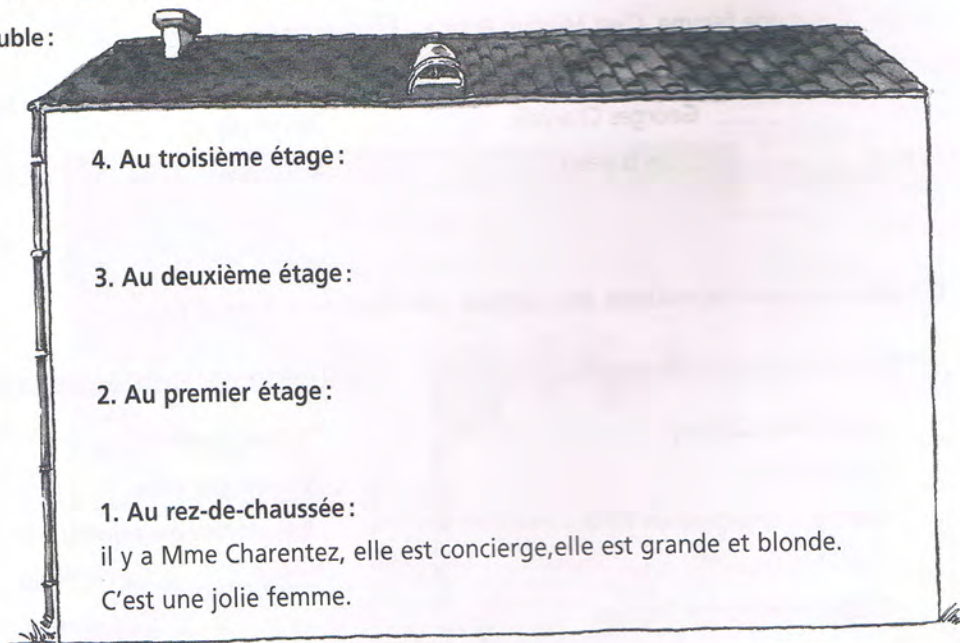 uble :
4. Au troisième étage :
3. Au deuxième étage :
2. Au premier étage :
1. Au rez-de-chaussée :
il y a Mme Charentez, elle est concierge,elle est grande et blonde.
C'est une jolie femme.